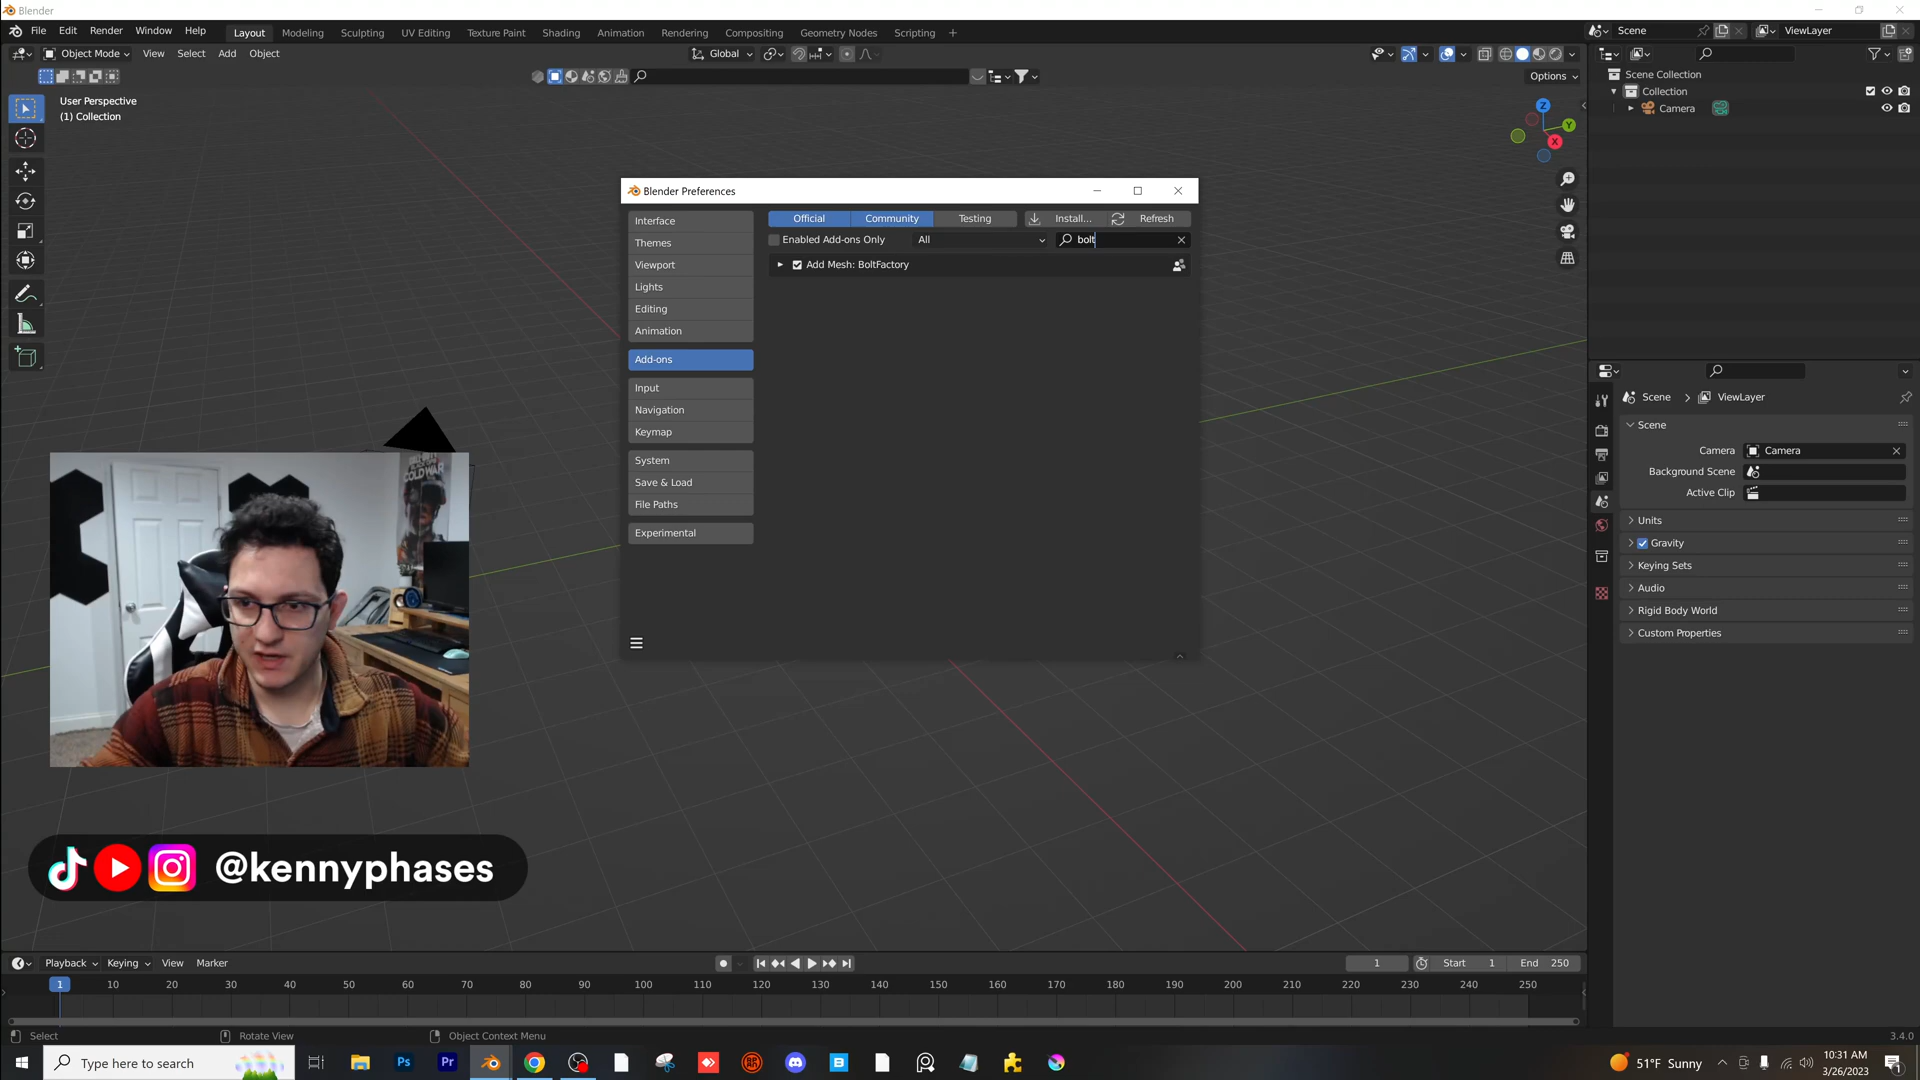 Blender
File Edit Render Window Help Layout Modeling Sculpting UV Editing Texture Paint Shading Animation Rendering Compositing Geometry Nodes Scripting + Scene ViewLayer
Object Mode View Select Add Object Global
Options
User Perspective
(1) Collection
Scene Collection
Collection
Camera
Z
Y
X
Blender Preferences
Interface
Themes
Viewport
Lights
Editing
Animation
Add-ons
Input
Navigation
Keymap
System
Save & Load
File Paths
Experimental
Official Community Testing Install... Refresh
Enabled Add-ons Only All bolt
Add Mesh: BoltFactory
Scene > ViewLayer
Scene
Camera Camera
Background Scene
Active Clip
Units
Gravity
Keying Sets
Audio
Rigid Body World
Custom Properties
COLD WAR
@kennyphases
Playback Keying View Marker 1 Start 1 End 250
1 10 20 30 40 50 60 70 80 90 100 110 120 130 140 150 160 170 180 190 200 210 220 230 240 250
Select Rotate View Object Context Menu 3.4.0
Type here to search Ps Pr 51°F Sunny 10:31 AM
3/26/2023
1